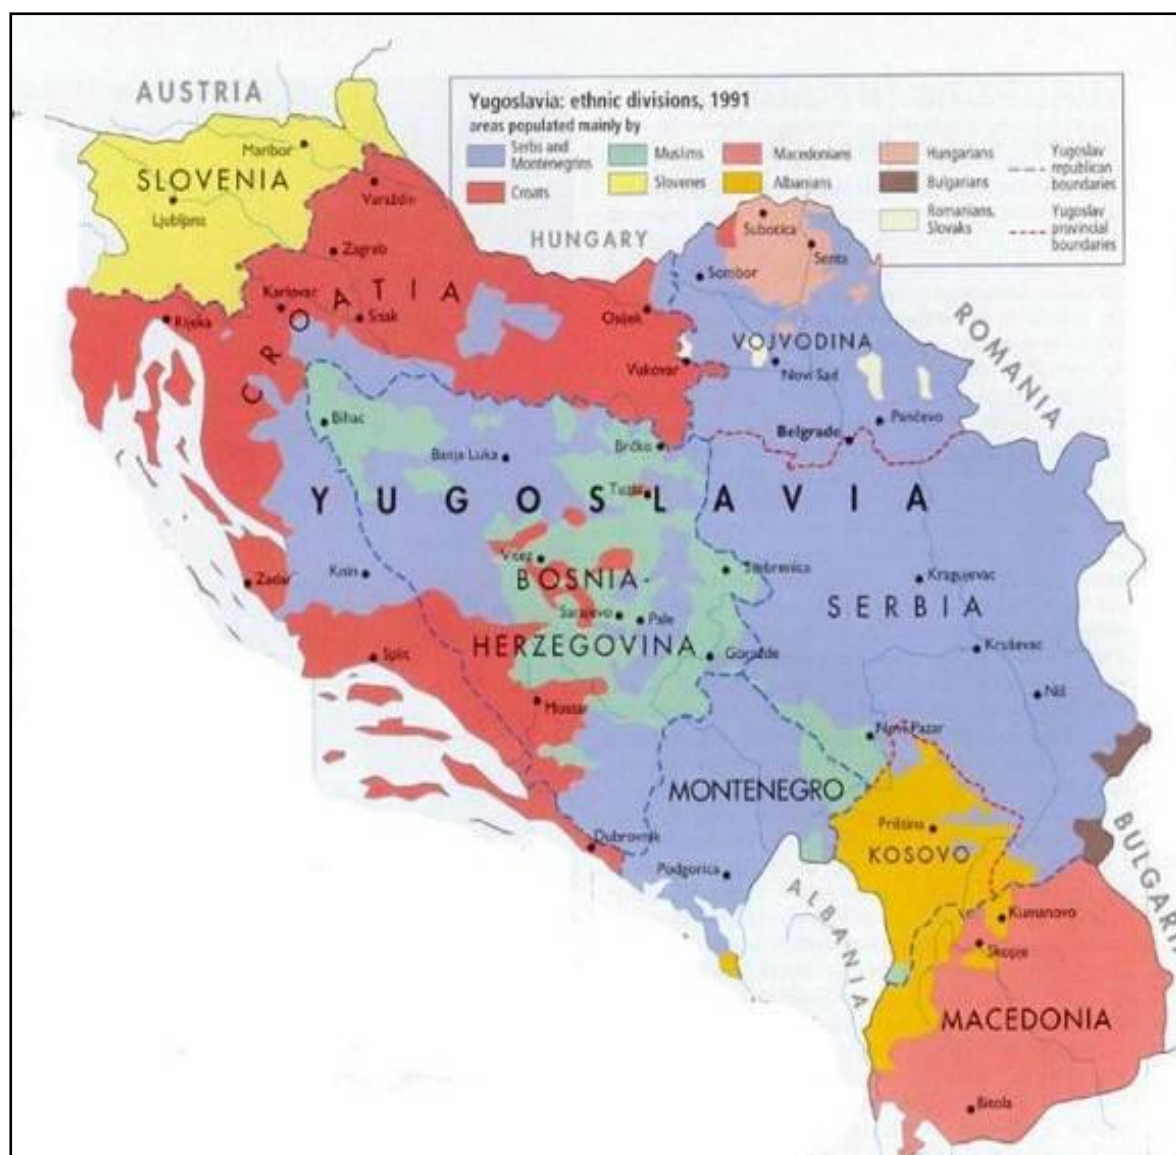 AUSTRIA
Yugoslavia: ethnic divisions, 1991
areas populated mainly by
Serbs and
Montenegrins
Croats
Muslims
Slovenes
Macedonians
Albanians
Hungarians
Bulgarians
Romanians,
Slovaks
Yugoslav
republican
boundaries
Yugoslav
provincial
boundaries
Maribor
SLOVENIA
Ljubljana
Varaždin
HUNGARY
Zagreb
Subotica
Senta
Sombor
CROATIA
Karlovac
Rijeka
Sisak
Osijek
VOJVODINA
ROMANIA
Vukovar
Novi Sad
Bihac
Pančevo
Belgrade
Banja Luka
Brčko
Tuzla
YUGOSLAVIA
Vitez
BOSNIA-
Srebrenica
Zadar
Knin
Kragujevac
SERBIA
Sarajevo
Pale
HERZEGOVINA
Goražde
Kruševac
Split
Niš
Mostar
Novi Pazar
MONTENEGRO
Priština
KOSOVO
Dubrovnik
Podgorica
BULGARIA
ALBANIA
Kumanovo
Skopje
MACEDONIA
Bitola